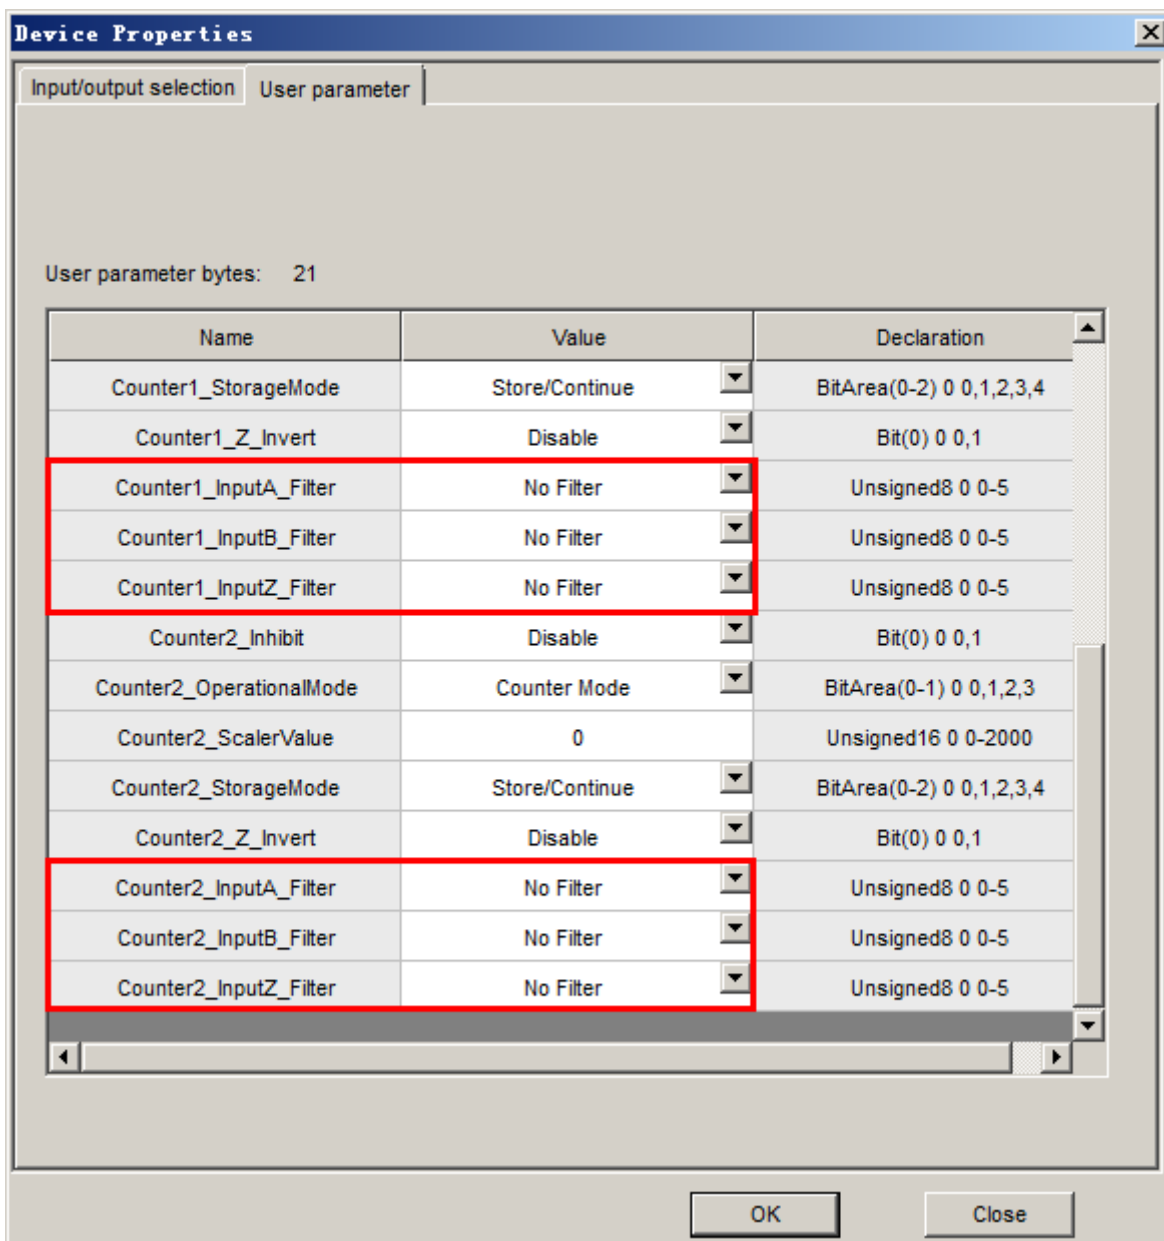 Device Properties
Input/output selection User parameter
User parameter bytes: 21
Name Value Declaration
Counter1_StorageMode Store/Continue BitArea(0-2) 0 0,1,2,3,4
Counter1_Z_Invert Disable Bit(0) 0 0,1
Counter1_InputA_Filter No Filter Unsigned8 0 0-5
Counter1_InputB_Filter No Filter Unsigned8 0 0-5
Counter1_InputZ_Filter No Filter Unsigned8 0 0-5
Counter2_Inhibit Disable Bit(0) 0 0,1
Counter2_OperationalMode Counter Mode BitArea(0-1) 0 0,1,2,3
Counter2_ScalerValue 0 Unsigned16 0 0-2000
Counter2_StorageMode Store/Continue BitArea(0-2) 0 0,1,2,3,4
Counter2_Z_Invert Disable Bit(0) 0 0,1
Counter2_InputA_Filter No Filter Unsigned8 0 0-5
Counter2_InputB_Filter No Filter Unsigned8 0 0-5
Counter2_InputZ_Filter No Filter Unsigned8 0 0-5
OK Close